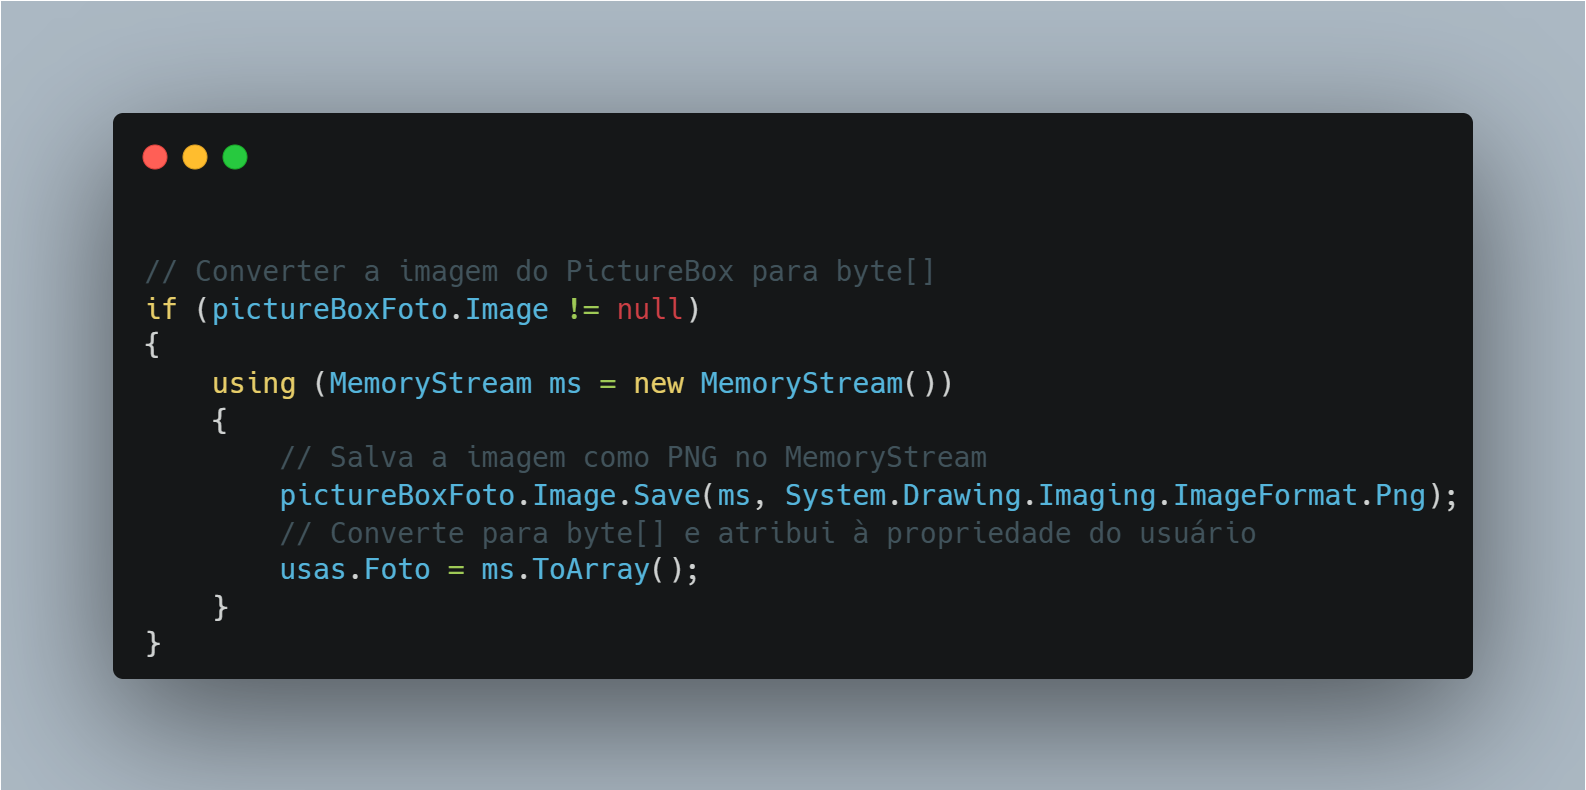 // Converter a imagem do PictureBox para byte[]
if (pictureBoxFoto.Image != null)
{
    using (MemoryStream ms = new MemoryStream())
    {
        // Salva a imagem como PNG no MemoryStream
        pictureBoxFoto.Image.Save(ms, System.Drawing.Imaging.ImageFormat.Png);
        // Converte para byte[] e atribui à propriedade do usuário
        usas.Foto = ms.ToArray();
    }
}